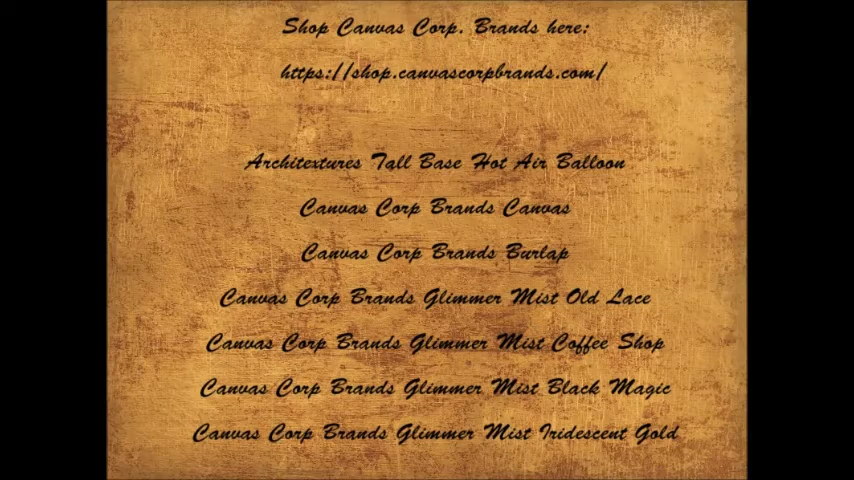 Shop Canvas Corp. Brands here:
https://shop.canvascorpbrands.com/
Architextures Tall Base Hot Air Balloon
Canvas Corp Brands Canvas
Canvas Corp Brands Burlap
Canvas Corp Brands Glimmer Mist Old Lace
Canvas Corp Brands Glimmer Mist Coffee Shop
Canvas Corp Brands Glimmer Mist Black Magic
Canvas Corp Brands Glimmer Mist Iridescent Gold